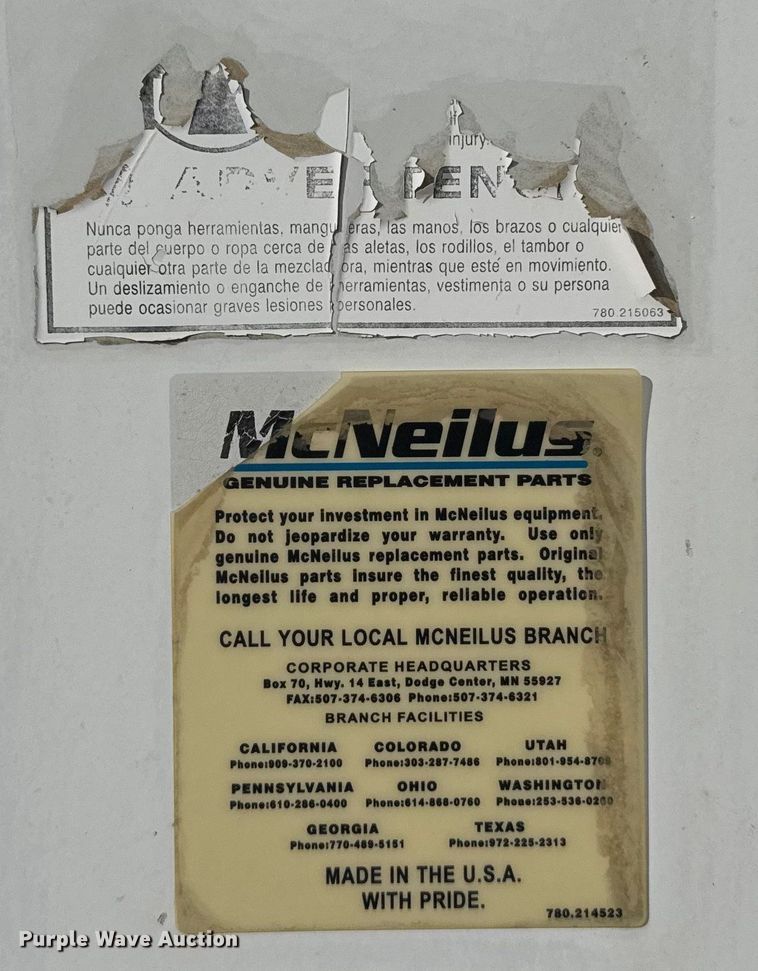 injury.
ADVERTENCIA
Nunca ponga herramientas, mangueras, las manos, los brazos o cualquier
parte del cuerpo o ropa cerca de las aletas, los rodillos, el tambor o
cualquier otra parte de la mezcladora, mientras que esté en movimiento.
Un deslizamiento o enganche de herramientas, vestimenta o su persona
puede ocasionar graves lesiones personales.
780 215063
McNeilus®
GENUINE REPLACEMENT PARTS
Protect your investment in McNeilus equipment.
Do not jeopardize your warranty. Use only
genuine McNeilus replacement parts. Original
McNeilus parts insure the finest quality, the
longest life and proper, reliable operation.
CALL YOUR LOCAL MCNEILUS BRANCH
CORPORATE HEADQUARTERS
Box 70, Hwy. 14 East, Dodge Center, MN 55927
FAX:507-374-6306 Phone:507-374-6321
BRANCH FACILITIES
CALIFORNIA COLORADO UTAH
Phone:909-370-2100 Phone:303-287-7486 Phone:
PENNSYLVANIA OHIO WASHINGTON
Phone:610-286-0400 Phone:614-868-0760 Phone:253-536-0200
GEORGIA TEXAS
Phone:770-489-5151 Phone:972-225-2313
MADE IN THE U.S.A.
WITH PRIDE.
780.214523
Purple Wave Auction